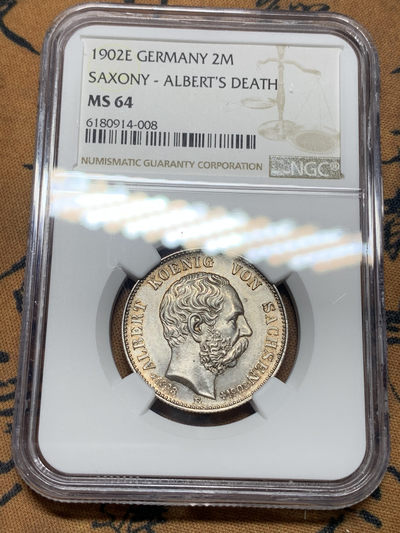 1902E GERMANY 2M
SAXONY - ALBERT'S DEATH
MS 64
6180914-008
NUMISMATIC GUARANTY CORPORATION
NGC®
ALBERT KOENIG VON SACHSEN
E